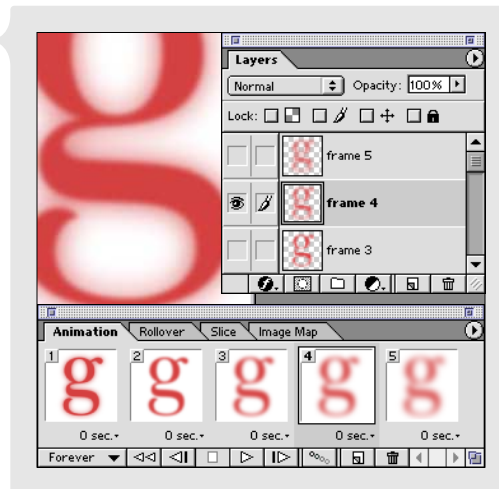 g
Layers
Normal Opacity: 100%
Lock:
frame 5
frame 4
frame 3
Animation Rollover Slice Image Map
1 2 3 4 5
g g g g g
0 sec. 0 sec. 0 sec. 0 sec. 0 sec.
Forever